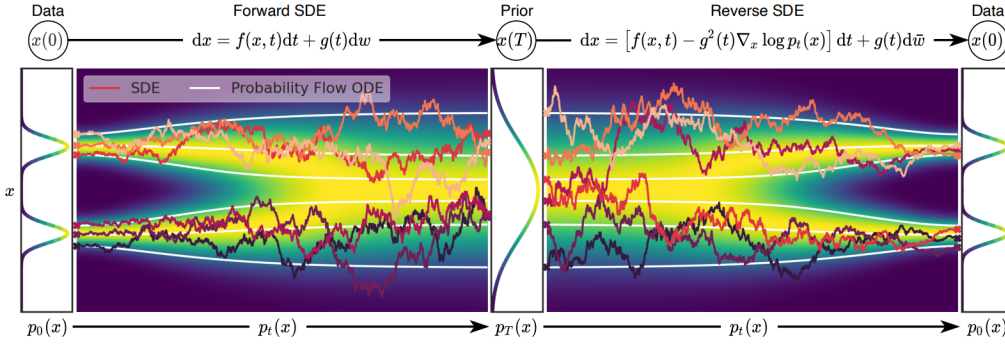 Data Forward SDE Prior Reverse SDE Data
x(0) dx = f(x, t)dt + g(t)dw x(T) dx = [f(x, t) − g²(t)∇ₓ log pₜ(x)] dt + g(t)dw̄ x(0)
SDE Probability Flow ODE
x
p₀(x) pₜ(x) p_T(x) pₜ(x) p₀(x)